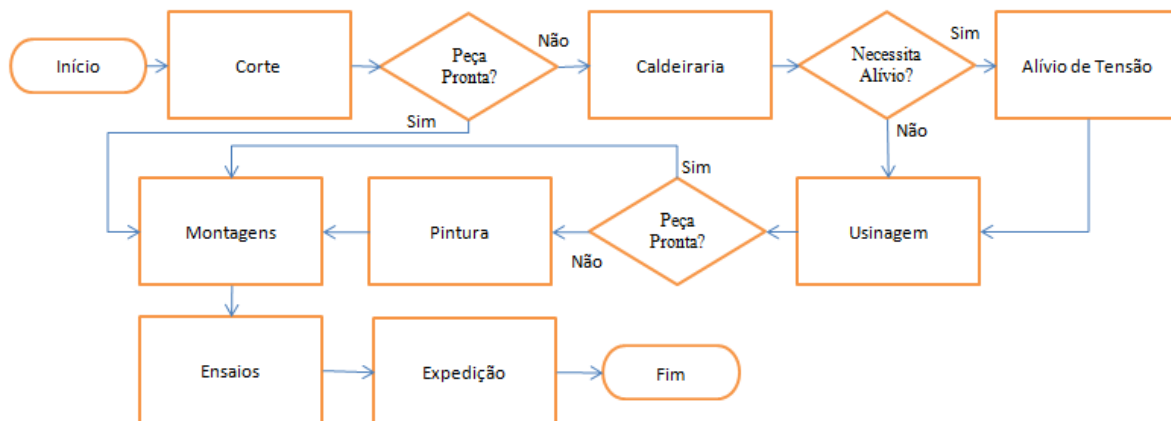 Início
Corte
Peça
Pronta?
Não
Sim
Caldeiraria
Necessita
Alívio?
Sim
Não
Alívio de Tensão
Usinagem
Peça
Pronta?
Sim
Não
Pintura
Montagens
Ensaios
Expedição
Fim